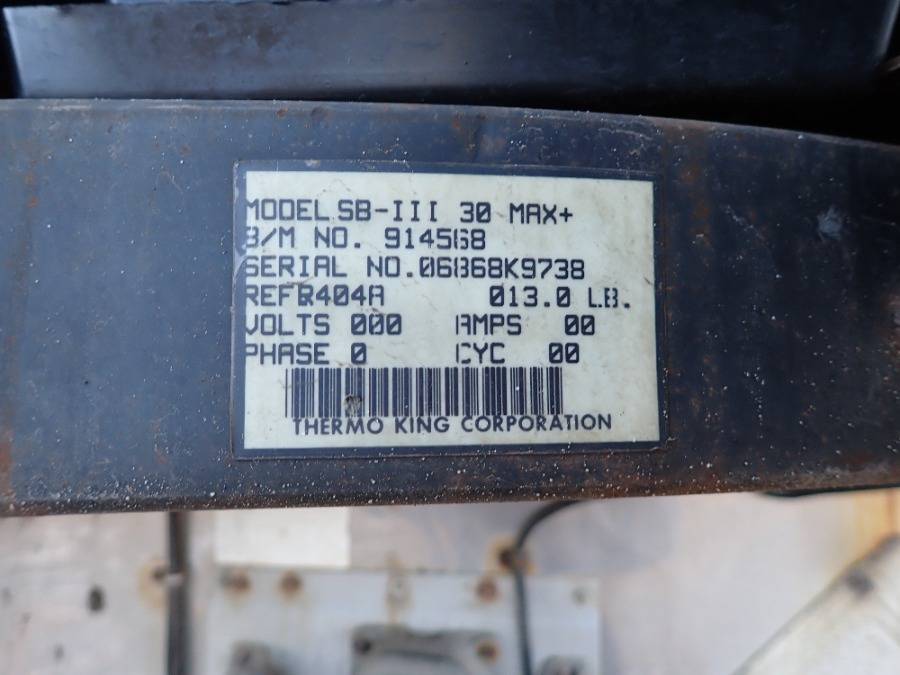 MODEL SB-III 30 MAX+
B/M NO. 914568
SERIAL NO. 06B68K9738
REFR404A 013.0 LB.
VOLTS 000 AMPS 00
PHASE 0 CYC 00
THERMO KING CORPORATION